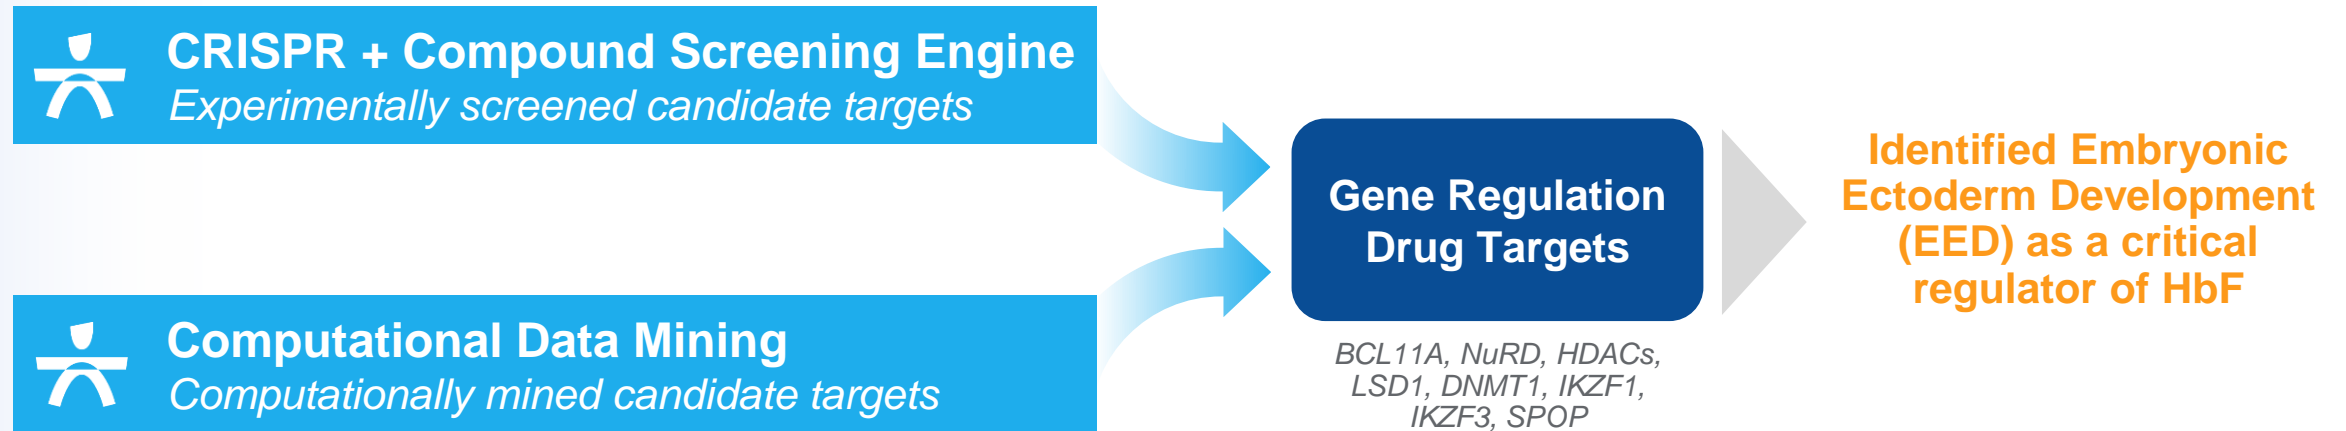 CRISPR + Compound Screening Engine
Experimentally screened candidate targets
Computational Data Mining
Computationally mined candidate targets
Gene Regulation
Drug Targets
BCL11A, NuRD, HDACs,
LSD1, DNMT1, IKZF1,
IKZF3, SPOP
Identified Embryonic
Ectoderm Development
(EED) as a critical
regulator of HbF